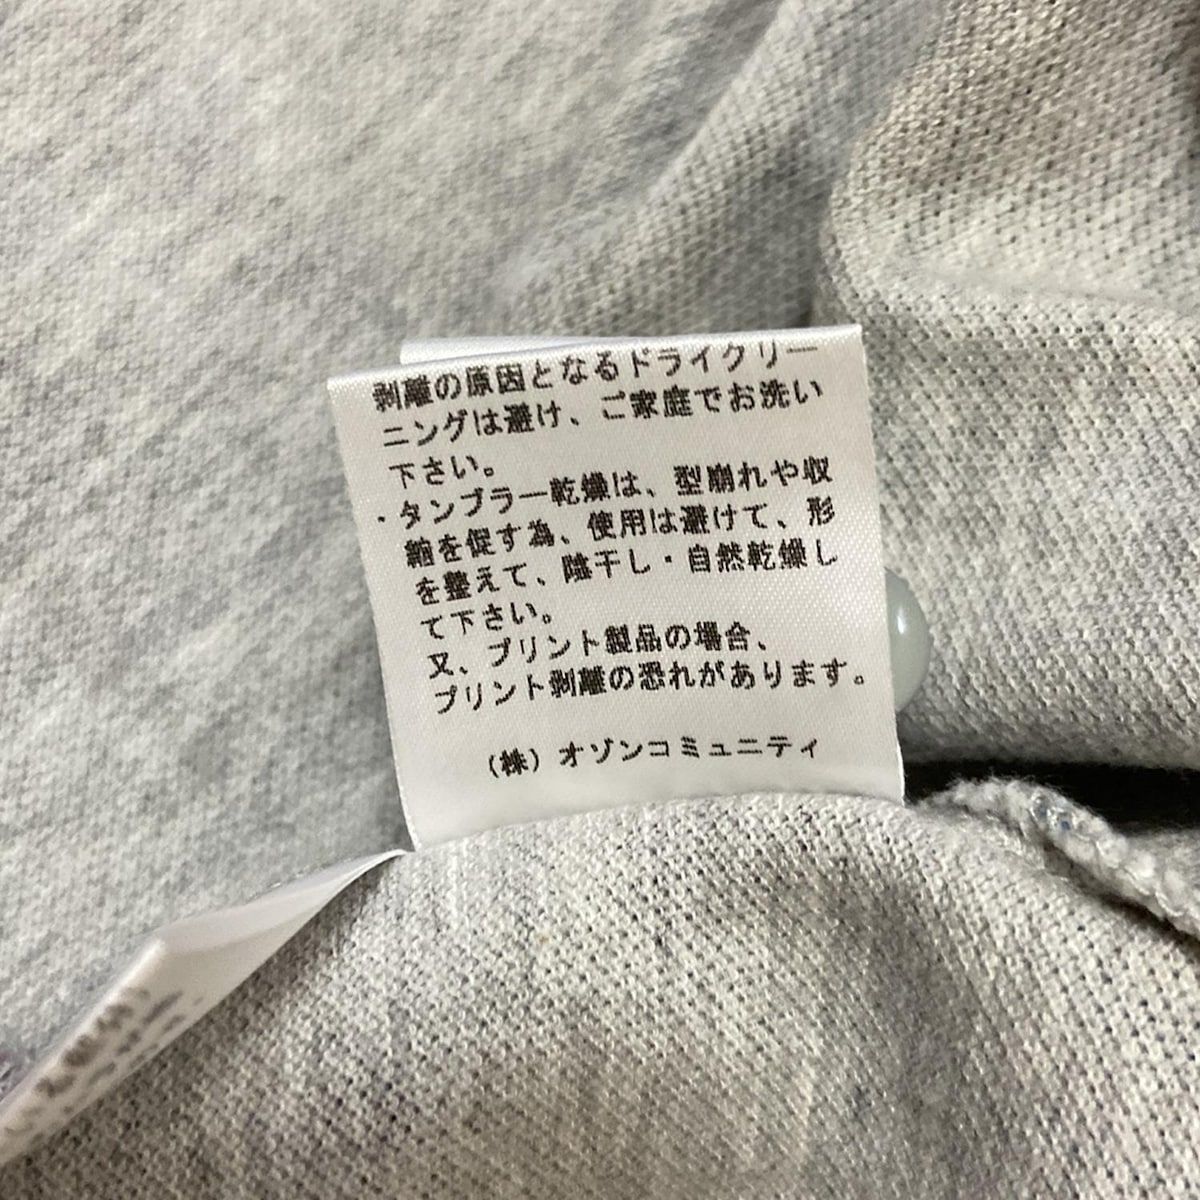 剥離の原因となるドライクリー
ニングは避け、ご家庭でお洗い
下さい。
・タンブラー乾燥は、型崩れや収
縮を促す為、使用は避けて、形
を整えて、陰干し・自然乾燥し
て下さい。
又、プリント製品の場合、
プリント剥離の恐れがあります。
（株）オゾンコミュニティ